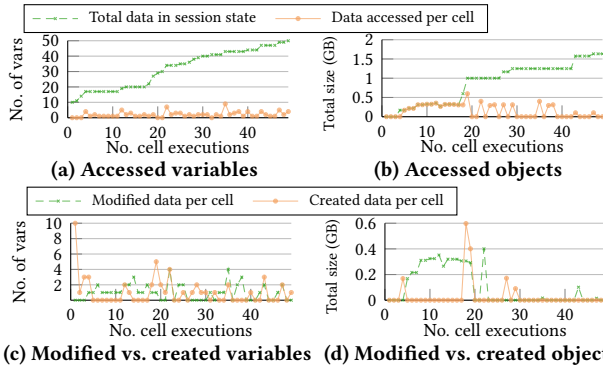 Total data in session state Data accessed per cell
No. of vars
50
40
30
20
10
0
0 10 20 30 40
No. cell executions
(a) Accessed variables
Total size (GB)
2
1.5
1
0.5
0
0 10 20 30 40
No. cell executions
(b) Accessed objects
Modified data per cell Created data per cell
No. of vars
10
8
6
4
2
0 10 20 30 40
No. cell executions
(c) Modified vs. created variables
Total size (GB)
0.6
0.4
0.2
0
0 10 20 30 40
No. cell executions
(d) Modified vs. created object